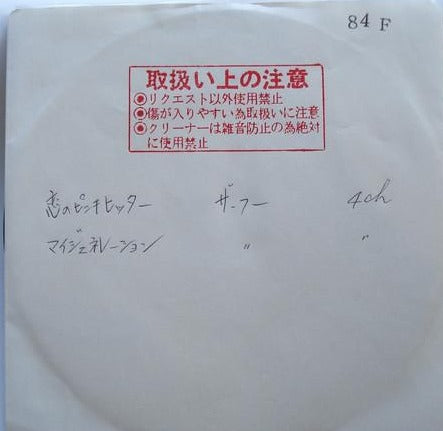 84 F
取扱い上の注意
◉リクエスト以外使用禁止
◉傷が入りやすい為取扱いに注意
◉クリーナーは雑音防止の為絶対
に使用禁止
恋のピンチヒッター ザ・フー 4ch
マイジェネレーション 〃 〃